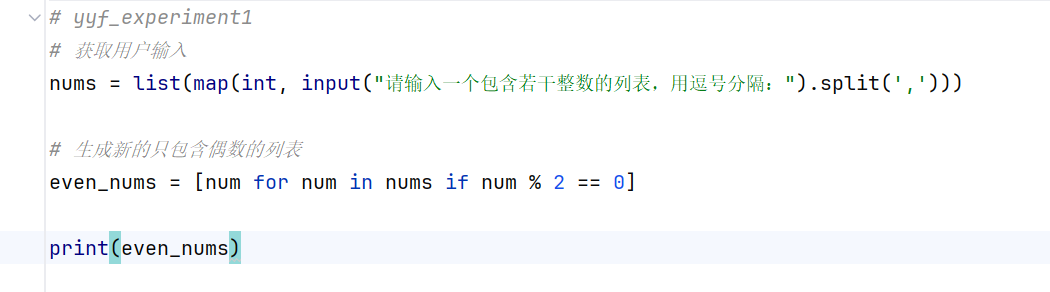 # yyf_experiment1
# 获取用户输入
nums = list(map(int, input("请输入一个包含若干整数的列表，用逗号分隔：").split(',')))
# 生成新的只包含偶数的列表
even_nums = [num for num in nums if num % 2 == 0]
print(even_nums)